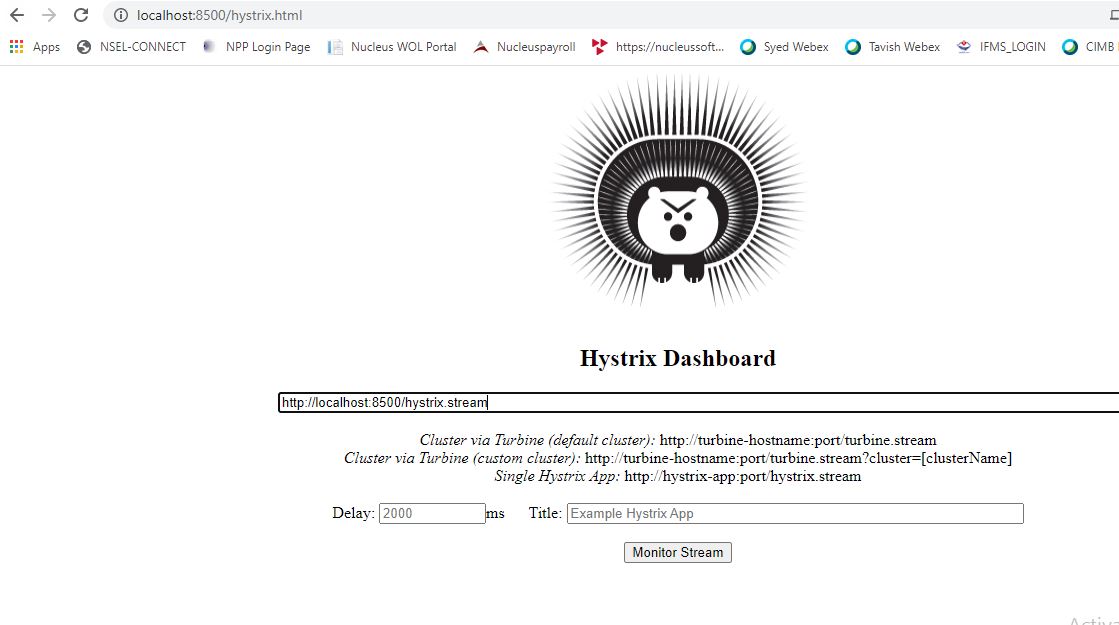 localhost:8500/hystrix.html
Apps NSEL-CONNECT NPP Login Page Nucleus WOL Portal Nucleuspayroll https://nucleussoft... Syed Webex Tavish Webex IFMS_LOGIN CIMB
Hystrix Dashboard
http://localhost:8500/hystrix.stream
Cluster via Turbine (default cluster): http://turbine-hostname:port/turbine.stream
Cluster via Turbine (custom cluster): http://turbine-hostname:port/turbine.stream?cluster=[clusterName]
Single Hystrix App: http://hystrix-app:port/hystrix.stream
Delay: 2000 ms Title: Example Hystrix App
Monitor Stream